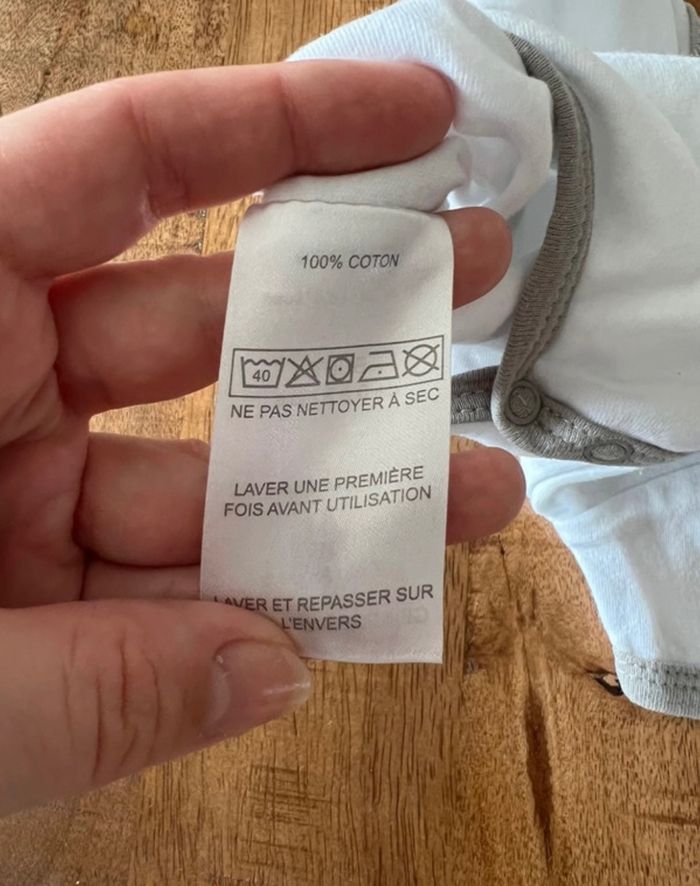 100% COTON
40
NE PAS NETTOYER À SEC
LAVER UNE PREMIÈRE
FOIS AVANT UTILISATION
LAVER ET REPASSER SUR
L'ENVERS